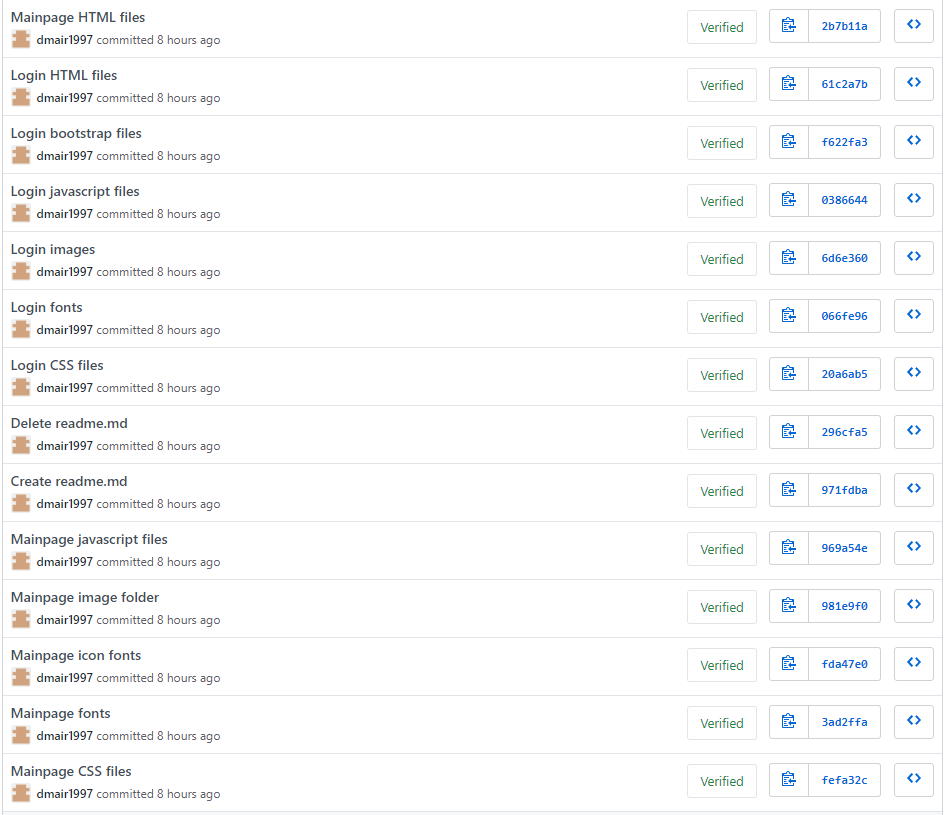 Mainpage HTML files
dmair1997 committed 8 hours ago
Verified
2b7b11a
Login HTML files
dmair1997 committed 8 hours ago
Verified
61c2a7b
Login bootstrap files
dmair1997 committed 8 hours ago
Verified
f622fa3
Login javascript files
dmair1997 committed 8 hours ago
Verified
0386644
Login images
dmair1997 committed 8 hours ago
Verified
6d6e360
Login fonts
dmair1997 committed 8 hours ago
Verified
066fe96
Login CSS files
dmair1997 committed 8 hours ago
Verified
20a6ab5
Delete readme.md
dmair1997 committed 8 hours ago
Verified
296cfa5
Create readme.md
dmair1997 committed 8 hours ago
Verified
971fdba
Mainpage javascript files
dmair1997 committed 8 hours ago
Verified
969a54e
Mainpage image folder
dmair1997 committed 8 hours ago
Verified
981e9f0
Mainpage icon fonts
dmair1997 committed 8 hours ago
Verified
fda47e0
Mainpage fonts
dmair1997 committed 8 hours ago
Verified
3ad2ffa
Mainpage CSS files
dmair1997 committed 8 hours ago
Verified
fefa32c